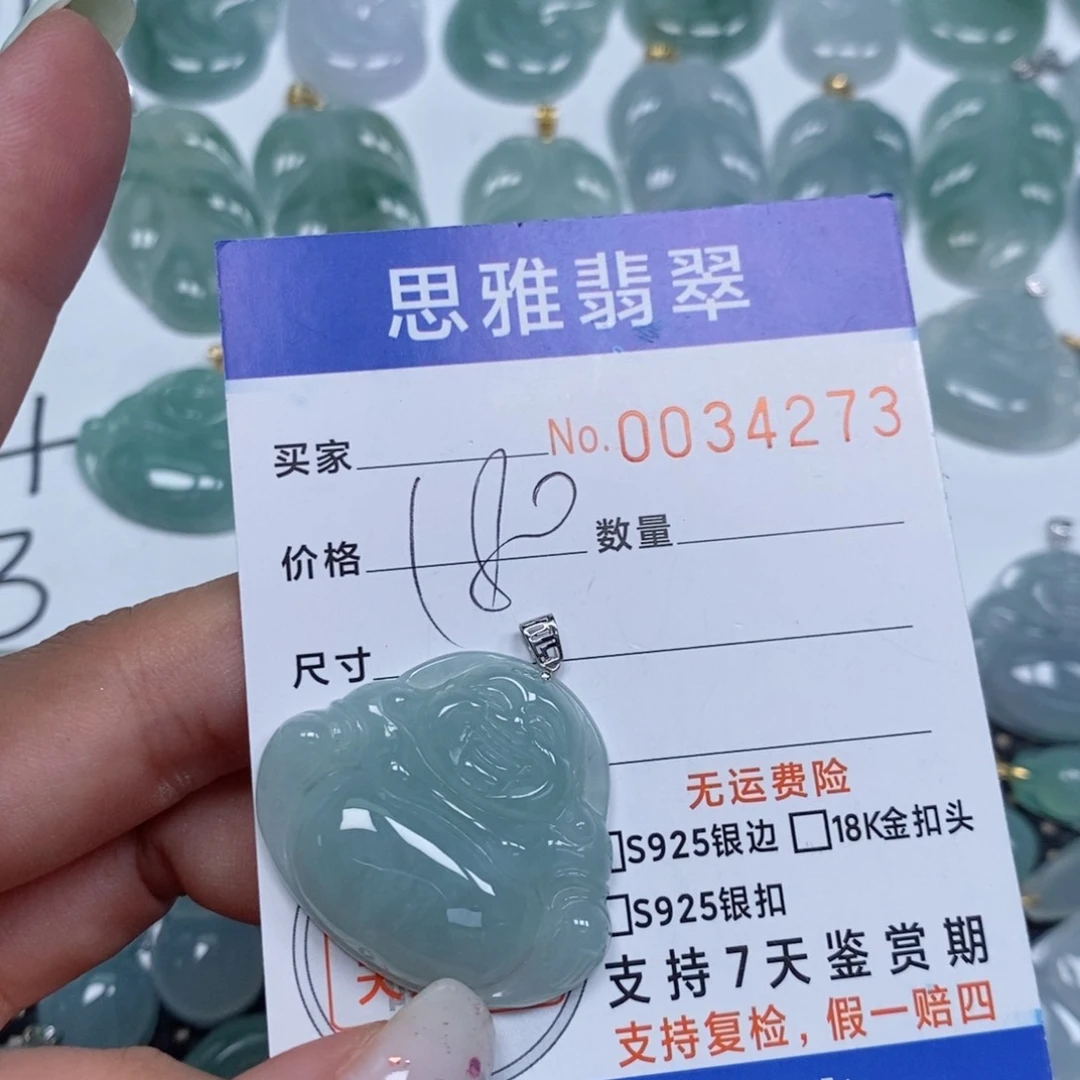 思雅翡翠
买家 No.0034273
价格 数量
尺寸
无运费险
S925银边 □18K金扣头
□S925银扣
支持7天鉴赏期
支持复检，假一赔四
+
3